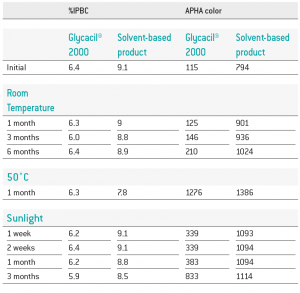 %IPBC APHA color
Glycacil® Solvent-based Glycacil® Solvent-based
2000 product 2000 product
Initial 6.4 9.1 115 794
Room
Temperature
1 month 6.3 9 125 901
3 months 6.0 8.8 146 936
6 months 6.4 8.9 210 1024
50°C
1 month 6.3 7.8 1276 1386
Sunlight
1 week 6.2 9.1 339 1093
2 weeks 6.4 9.1 339 1094
1 month 6.2 8.8 383 1094
3 months 5.9 8.5 833 1114